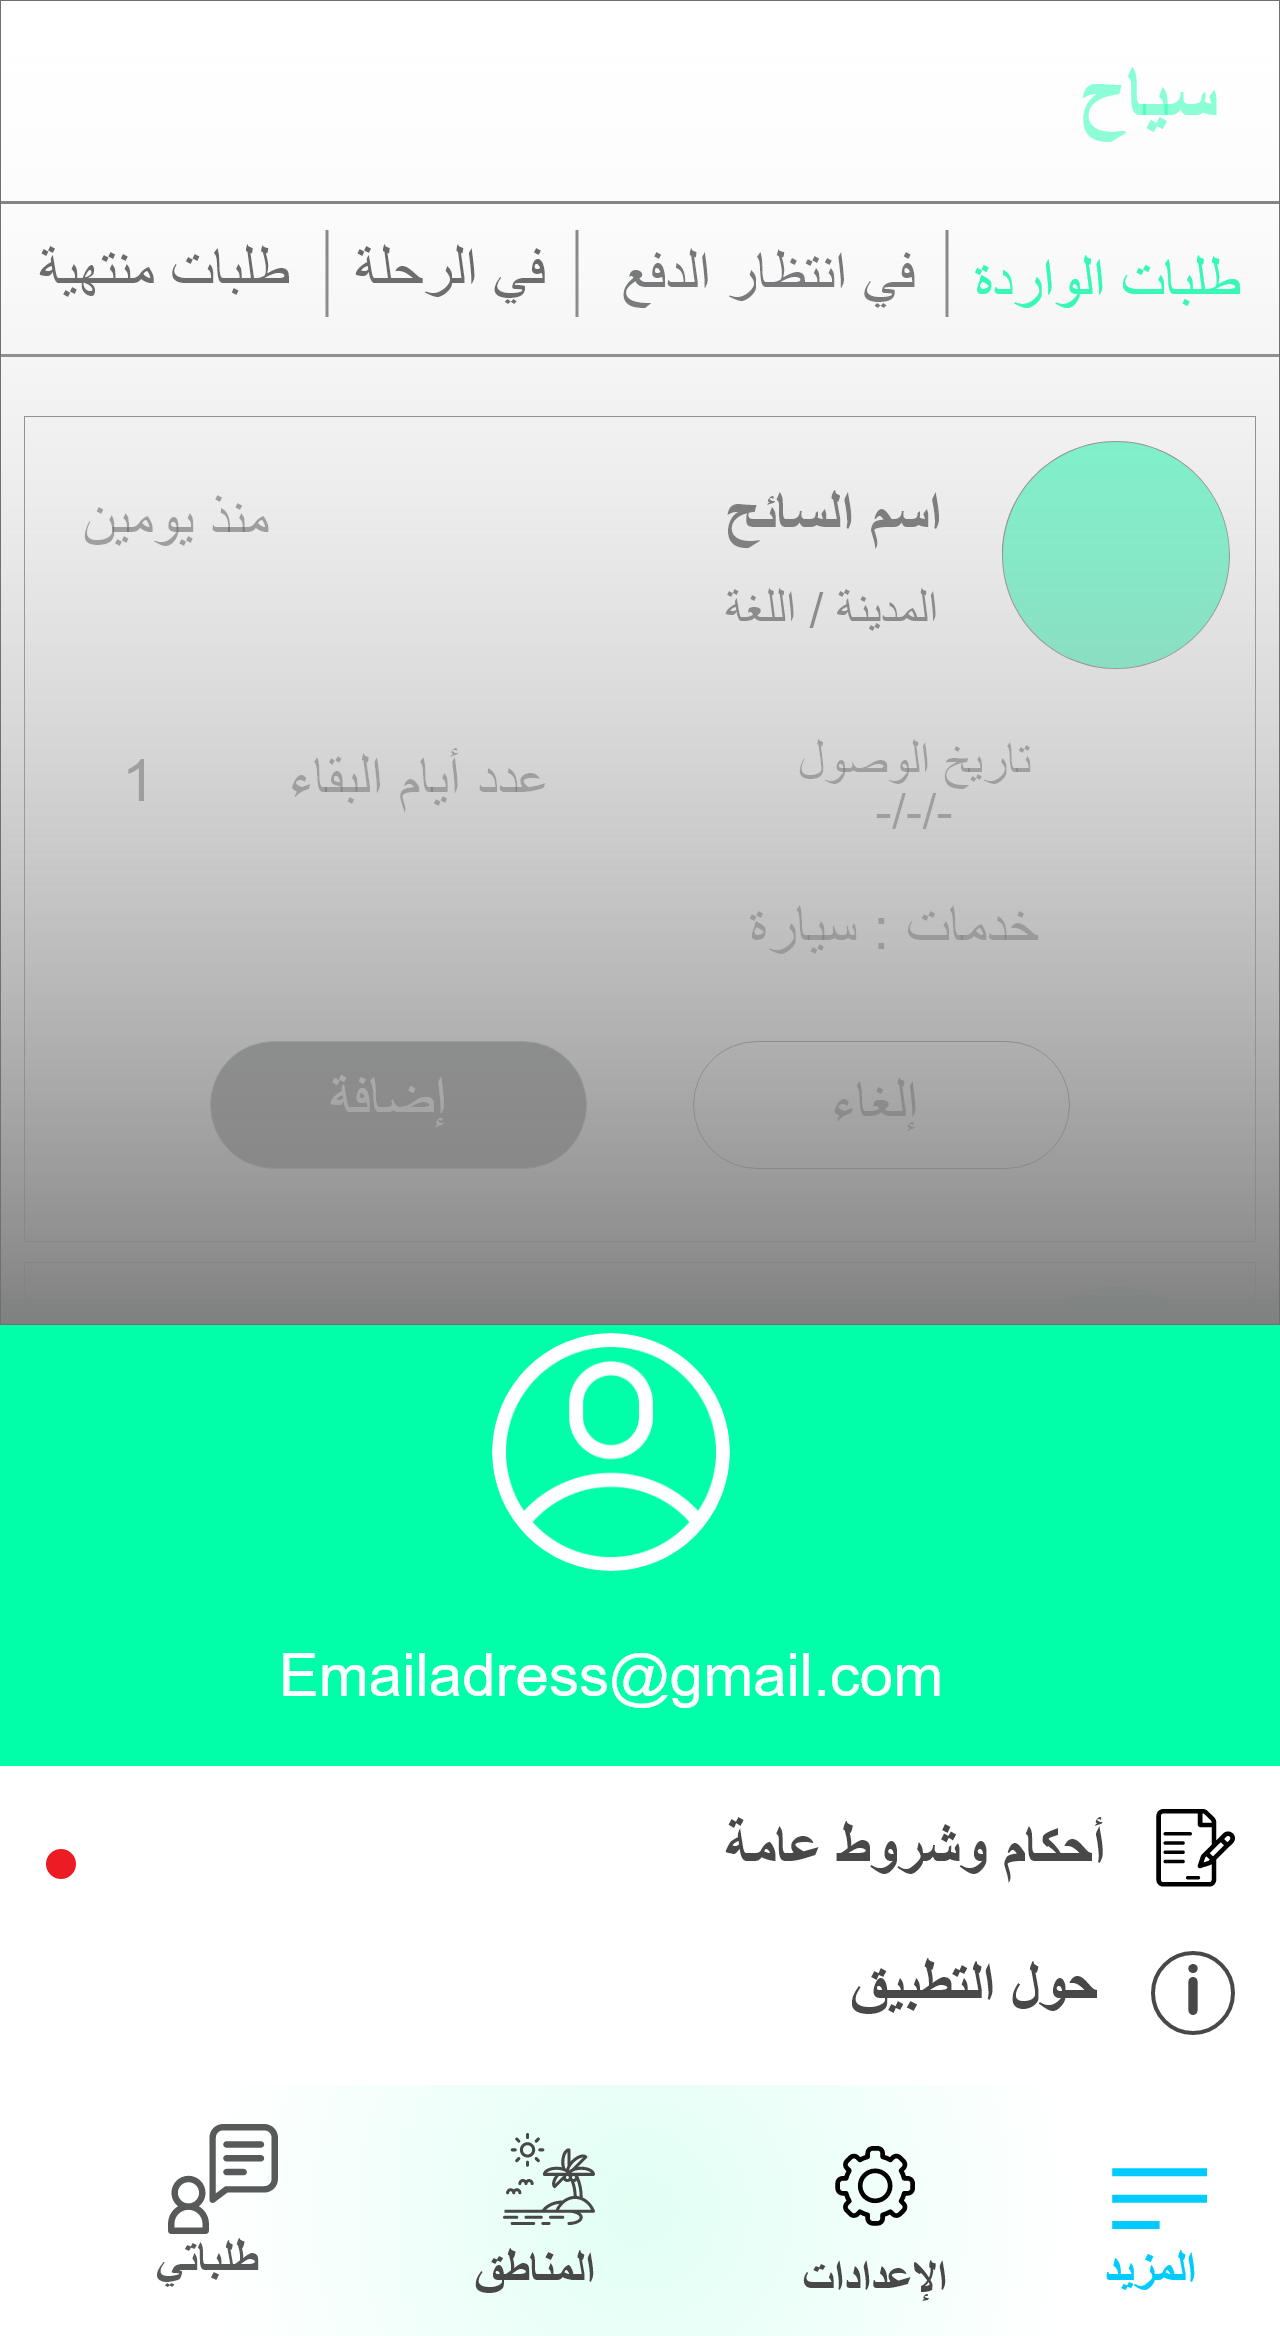 سياح
طلبات الواردة
في انتظار الدفع
في الرحلة
طلبات منتهية
اسم السائح
منذ يومين
المدينة / اللغة
تاريخ الوصول
-/-/-
عدد أيام البقاء
1
خدمات : سيارة
إلغاء
إضافة
Emailadress@gmail.com
أحكام وشروط عامة
حول التطبيق
المزيد
الإعدادات
المناطق
طلباتي